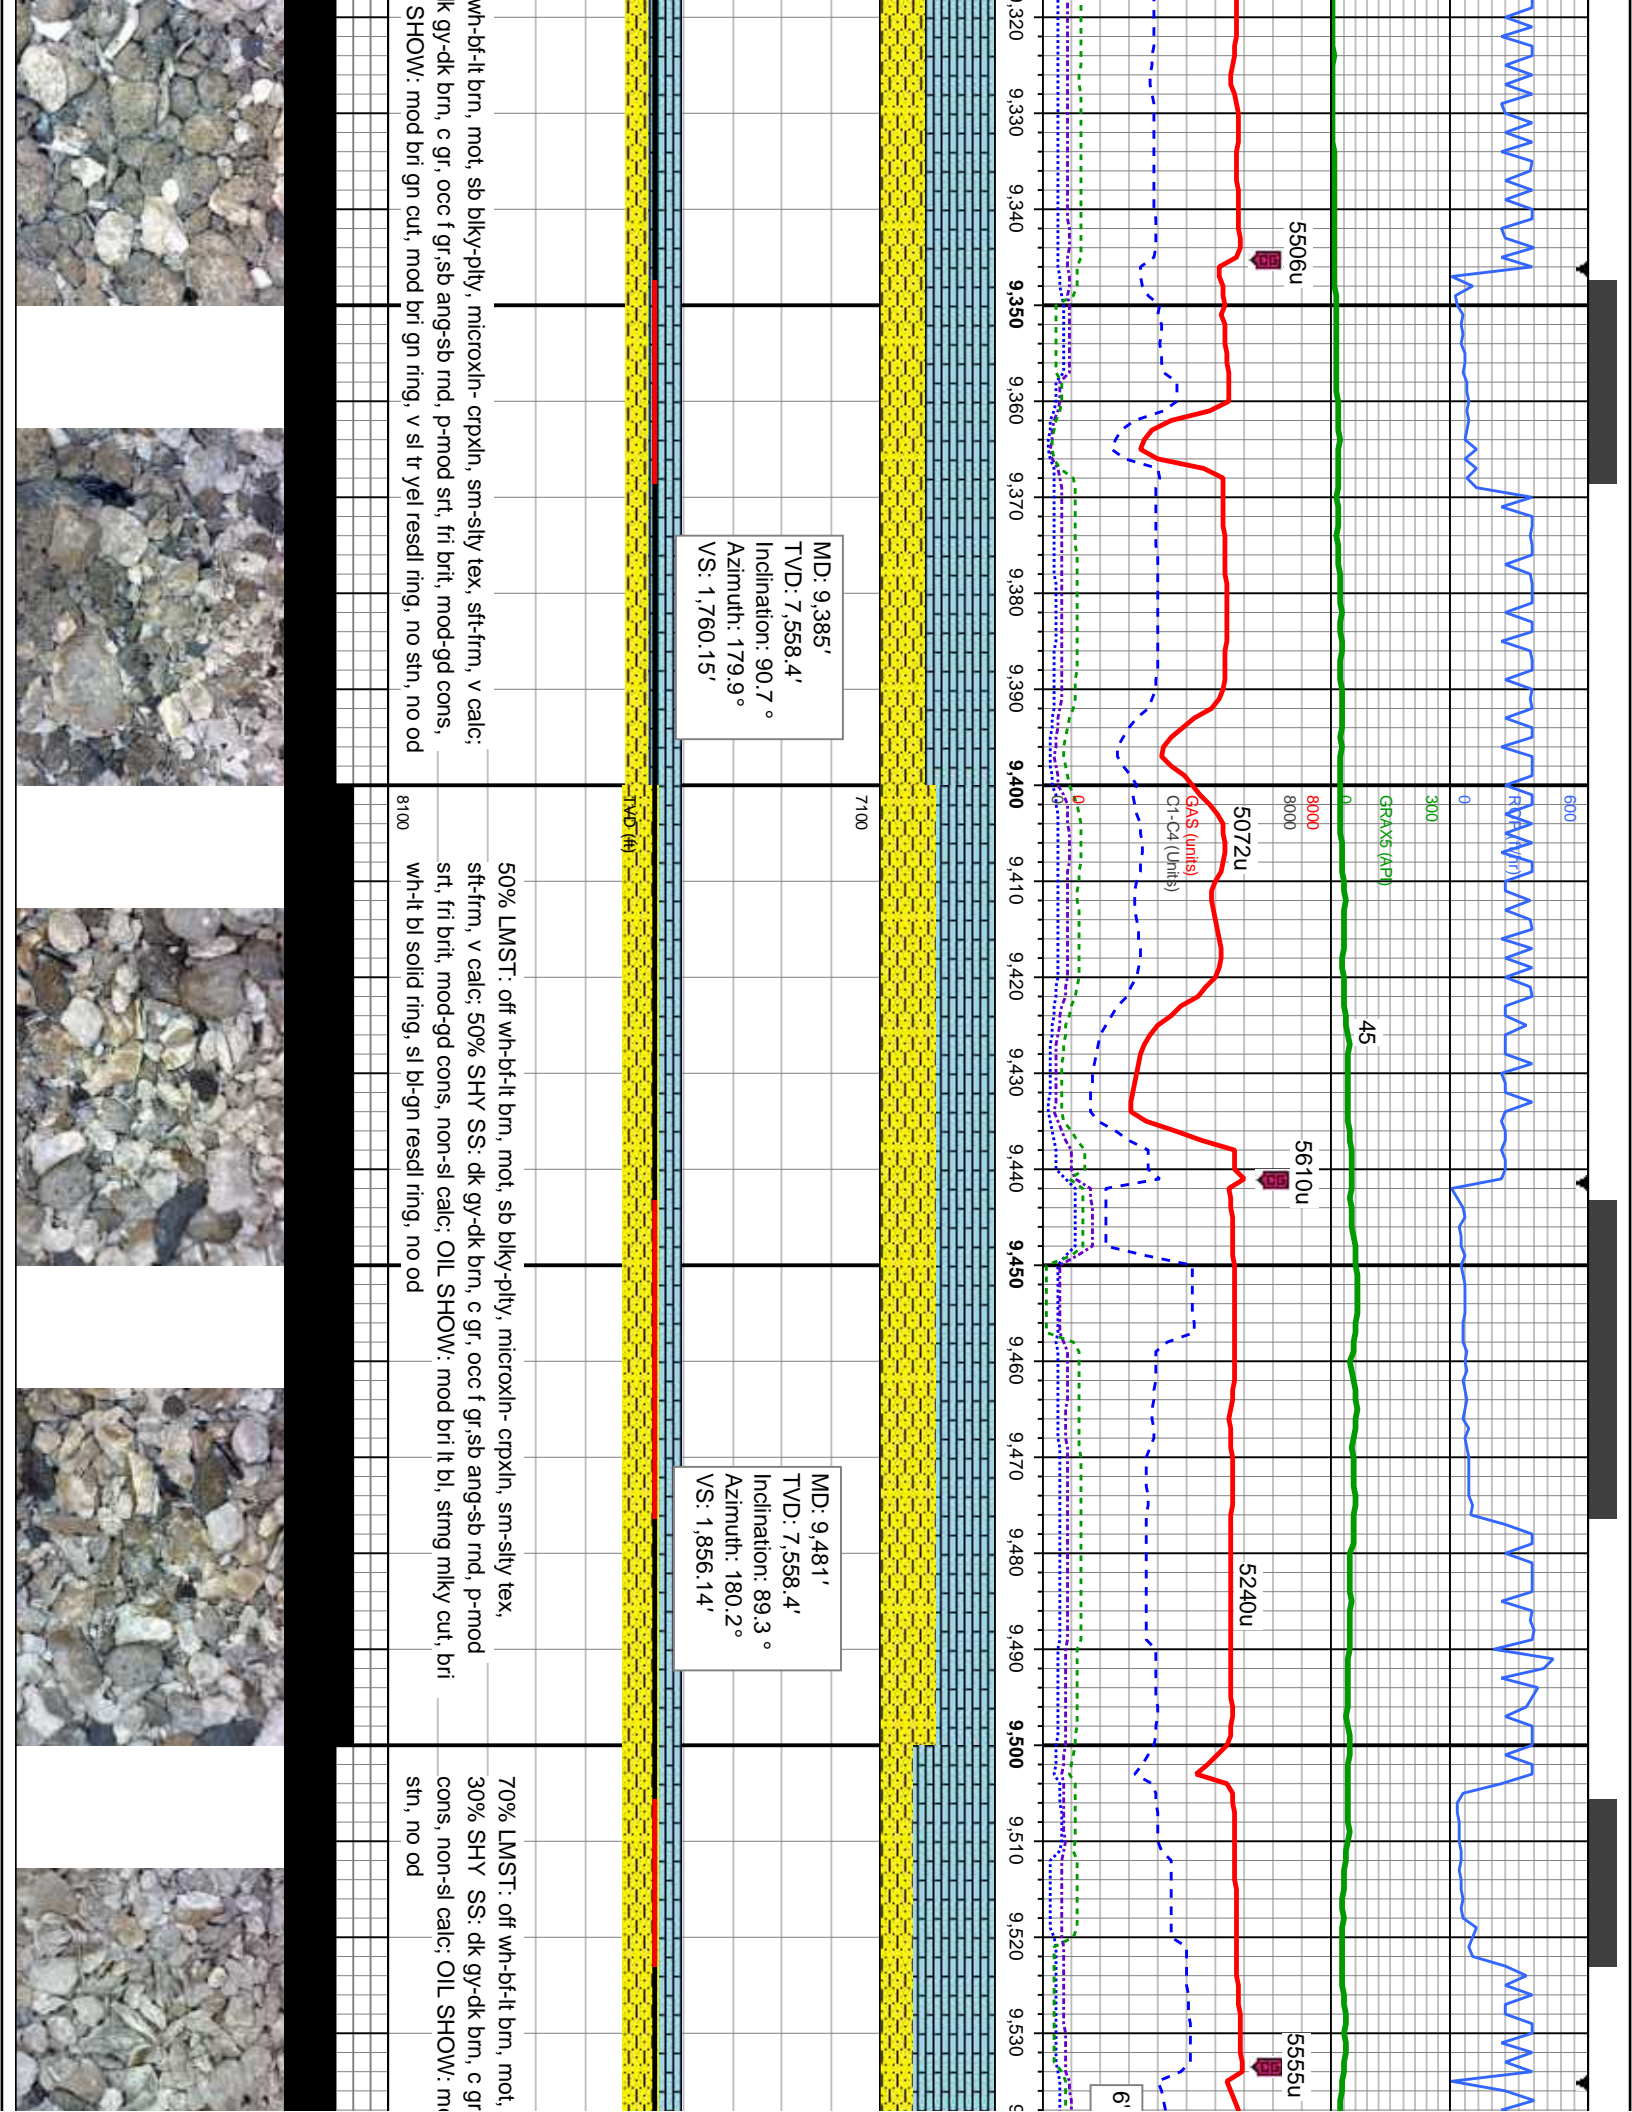 9,320
9,330
9,340
9,350
9,360
9,370
9,380
9,390
9,400
9,410
9,420
9,430
9,440
9,450
9,460
9,470
9,480
9,490
9,500
9,510
9,520
9,530
600
ROP (ft/hr)
0
300
GRAX5 (API)
0
8000
GAS (units)
0
8000
C1-C4 (Units)
0
5506u
5072u
45
5610u
5240u
5555u
6'
7100
TVD (ft)
8100
MD: 9,385'
TVD: 7,558.4'
Inclination: 90.7 °
Azimuth: 179.9 °
VS: 1,760.15'
MD: 9,481'
TVD: 7,558.4'
Inclination: 89.3 °
Azimuth: 180.2°
VS: 1,856.14'
wh-bf-lt brn, mot, sb blky-plty, microxln- crpxln, sm-slty tex, sft-frm, v calc;
dk gy-dk brn, c gr, occ f gr,sb ang-sb rnd, p-mod srt, fri brit, mod-gd cons,
SHOW: mod bri gn cut, mod bri gn ring, v sl tr yel resdl ring, no stn, no od
50% LMST: off wh-bf-lt brn, mot, sb blky-plty, microxln- crpxln, sm-slty tex,
sft-frm, v calc; 50% SHY SS: dk gy-dk brn, c gr, occ f gr,sb ang-sb rnd, p-mod
srt, fri brit, mod-gd cons, non-sl calc; OIL SHOW: mod bri lt bl, stmg mlky cut, bri
wh-lt bl solid ring, sl bl-gn resdl ring, no od
70% LMST: off wh-bf-lt brn, mot,
30% SHY SS: dk gy-dk brn, c gr
cons, non-sl calc; OIL SHOW:
stn, no od